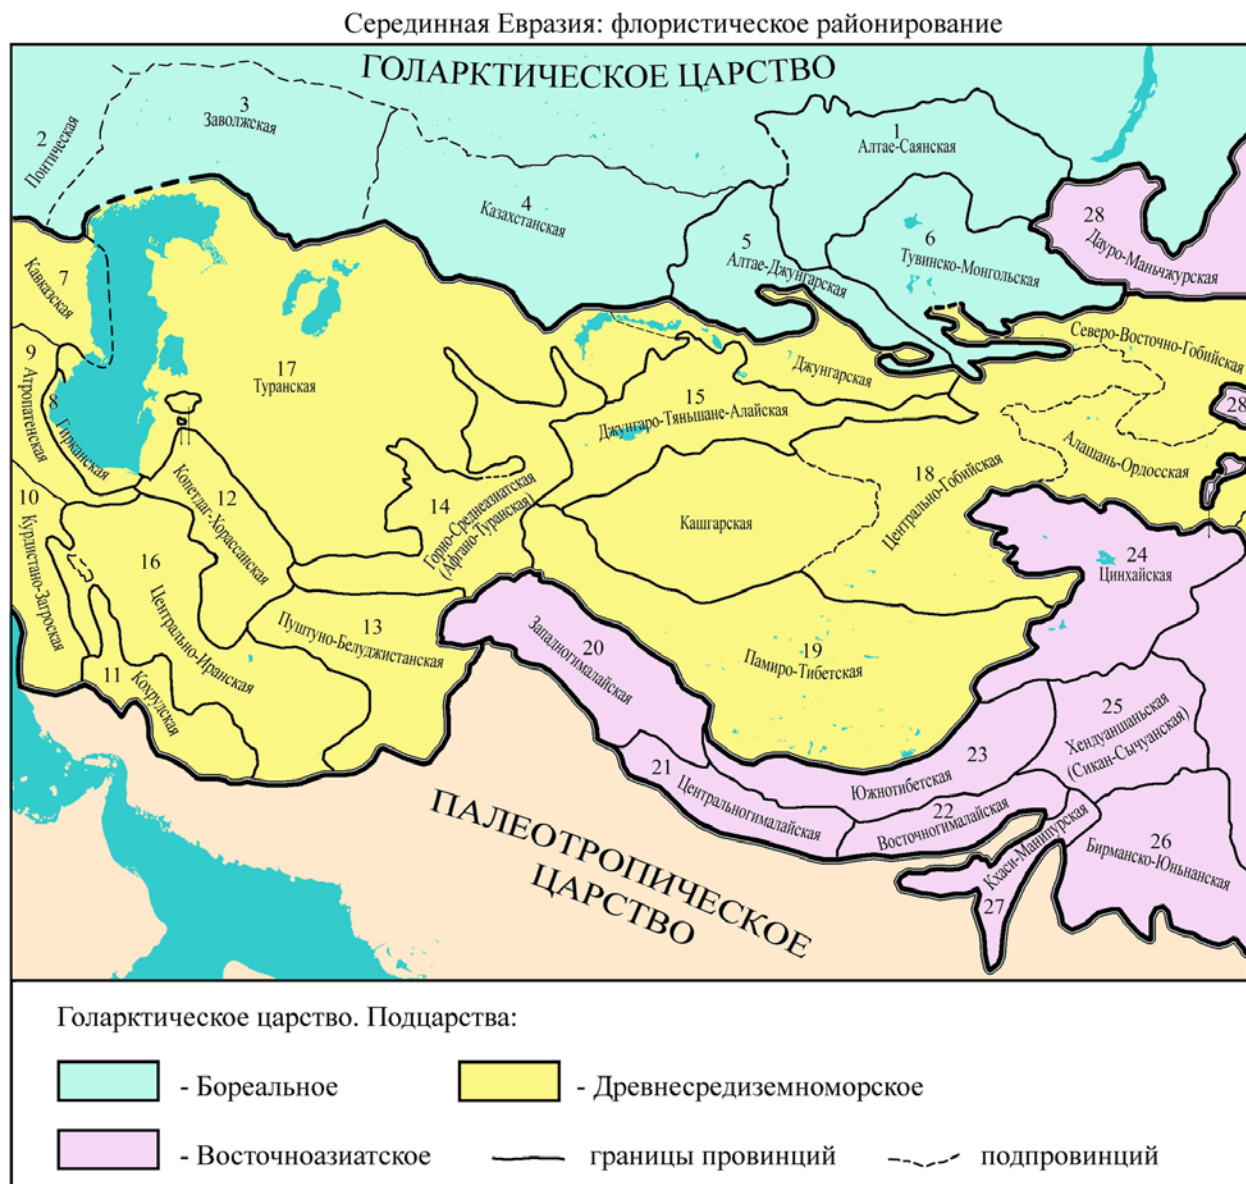 Серединная Евразия: флористическое районирование
ГОЛАРКТИЧЕСКОЕ ЦАРСТВО
1
Алтае-Саянская
2
Понтическая
3
Заволжская
4
Казахстанская
5
Алтае-Джунгарская
6
Тувинско-Монгольская
28
Дауро-Маньчжурская
7
Кавказская
8
Гирканская
9
Атропатенская
10
Курдистано-Загросская
11
Кохрудская
12
Копетдаг-Хорассанская
13
Пуштуно-Белуджистанская
14
Горно-Среднеазиатская
(Афгано-Туранская)
15
Джунгаро-Тяньшане-Алайская
16
Центрально-Иранская
17
Туранская
Джунгарская
Северо-Восточно-Гобийская
28
Алашань-Ордосская
18
Центрально-Гобийская
Кашгарская
19
Памиро-Тибетская
20
Западногималайская
21
Центральногималайская
22
Восточногималайская
23
Южнотибетская
24
Цинхайская
25
Хендуаншаньская
(Сикан-Сычуанская)
26
Бирманско-Юньнанская
27
Кхаси-Манипурская
ПАЛЕОТРОПИЧЕСКОЕ
ЦАРСТВО
Голарктическое царство. Подцарства:
- Бореальное
- Древнесредиземноморское
- Восточноазиатское
границы провинций
подпровинций